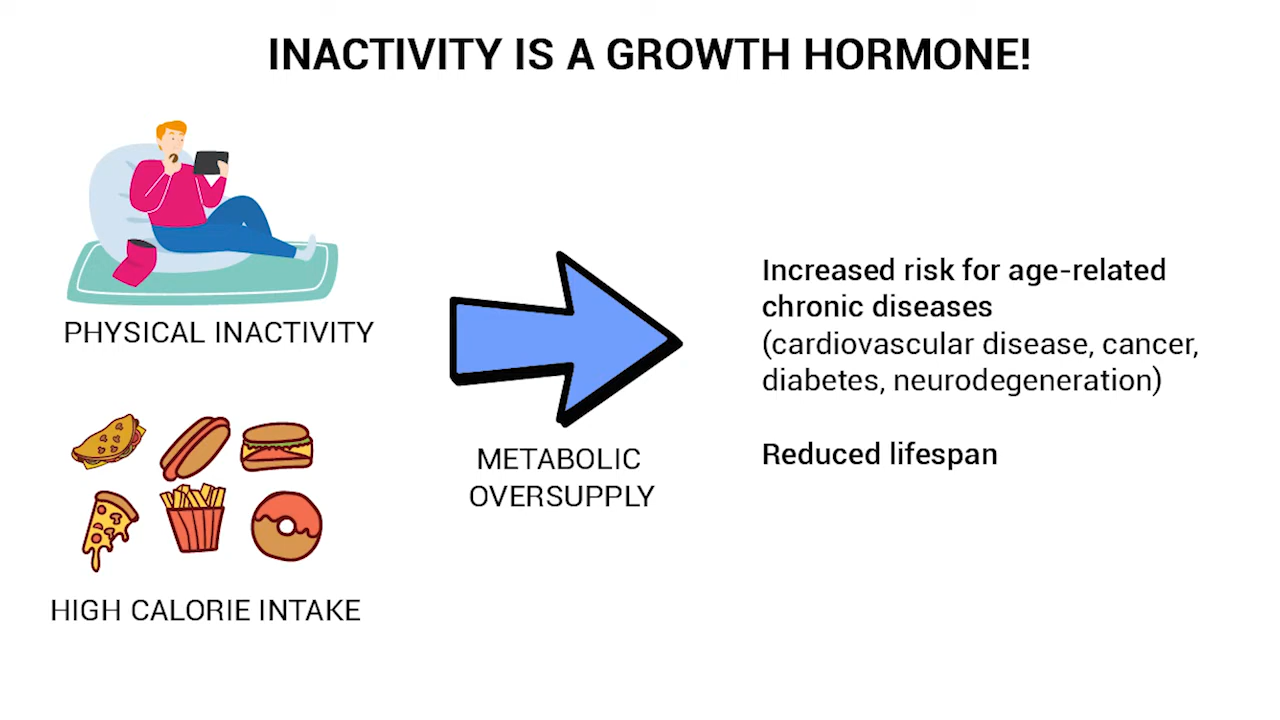 INACTIVITY IS A GROWTH HORMONE!
PHYSICAL INACTIVITY
HIGH CALORIE INTAKE
METABOLIC
OVERSUPPLY
Increased risk for age-related
chronic diseases
(cardiovascular disease, cancer,
diabetes, neurodegeneration)
Reduced lifespan